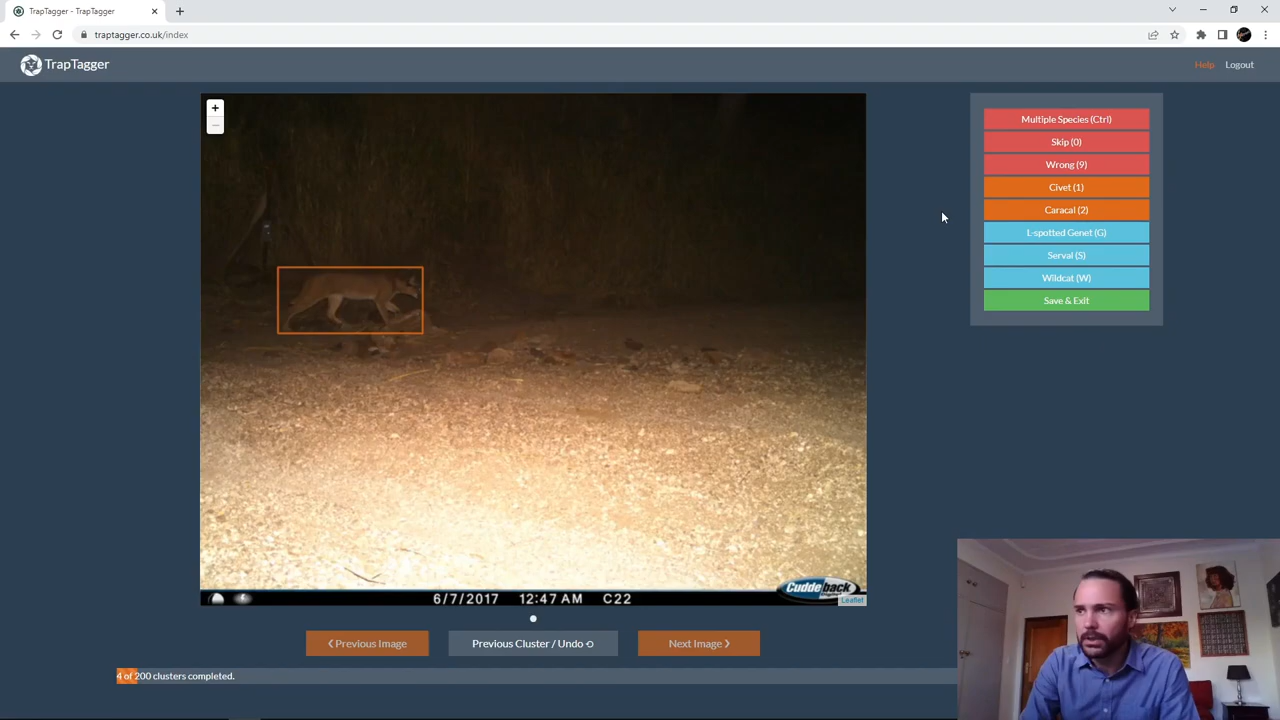 TrapTagger - TrapTagger
traptagger.co.uk/index
TrapTagger
Help
Logout
+
−
Multiple Species (Ctrl)
Skip (0)
Wrong (9)
Civet (1)
Caracal (2)
L-spotted Genet (G)
Serval (S)
Wildcat (W)
Save & Exit
Cuddeback
6/7/2017 12:47 AM C22
Leaflet
Previous Image
Previous Cluster / Undo
Next Image
4 of 200 clusters completed.